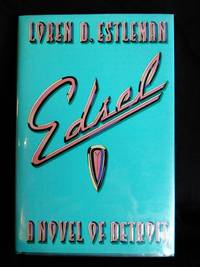 LOREN D. ESTLEMAN
Edsel
A NOVEL OF DETROIT